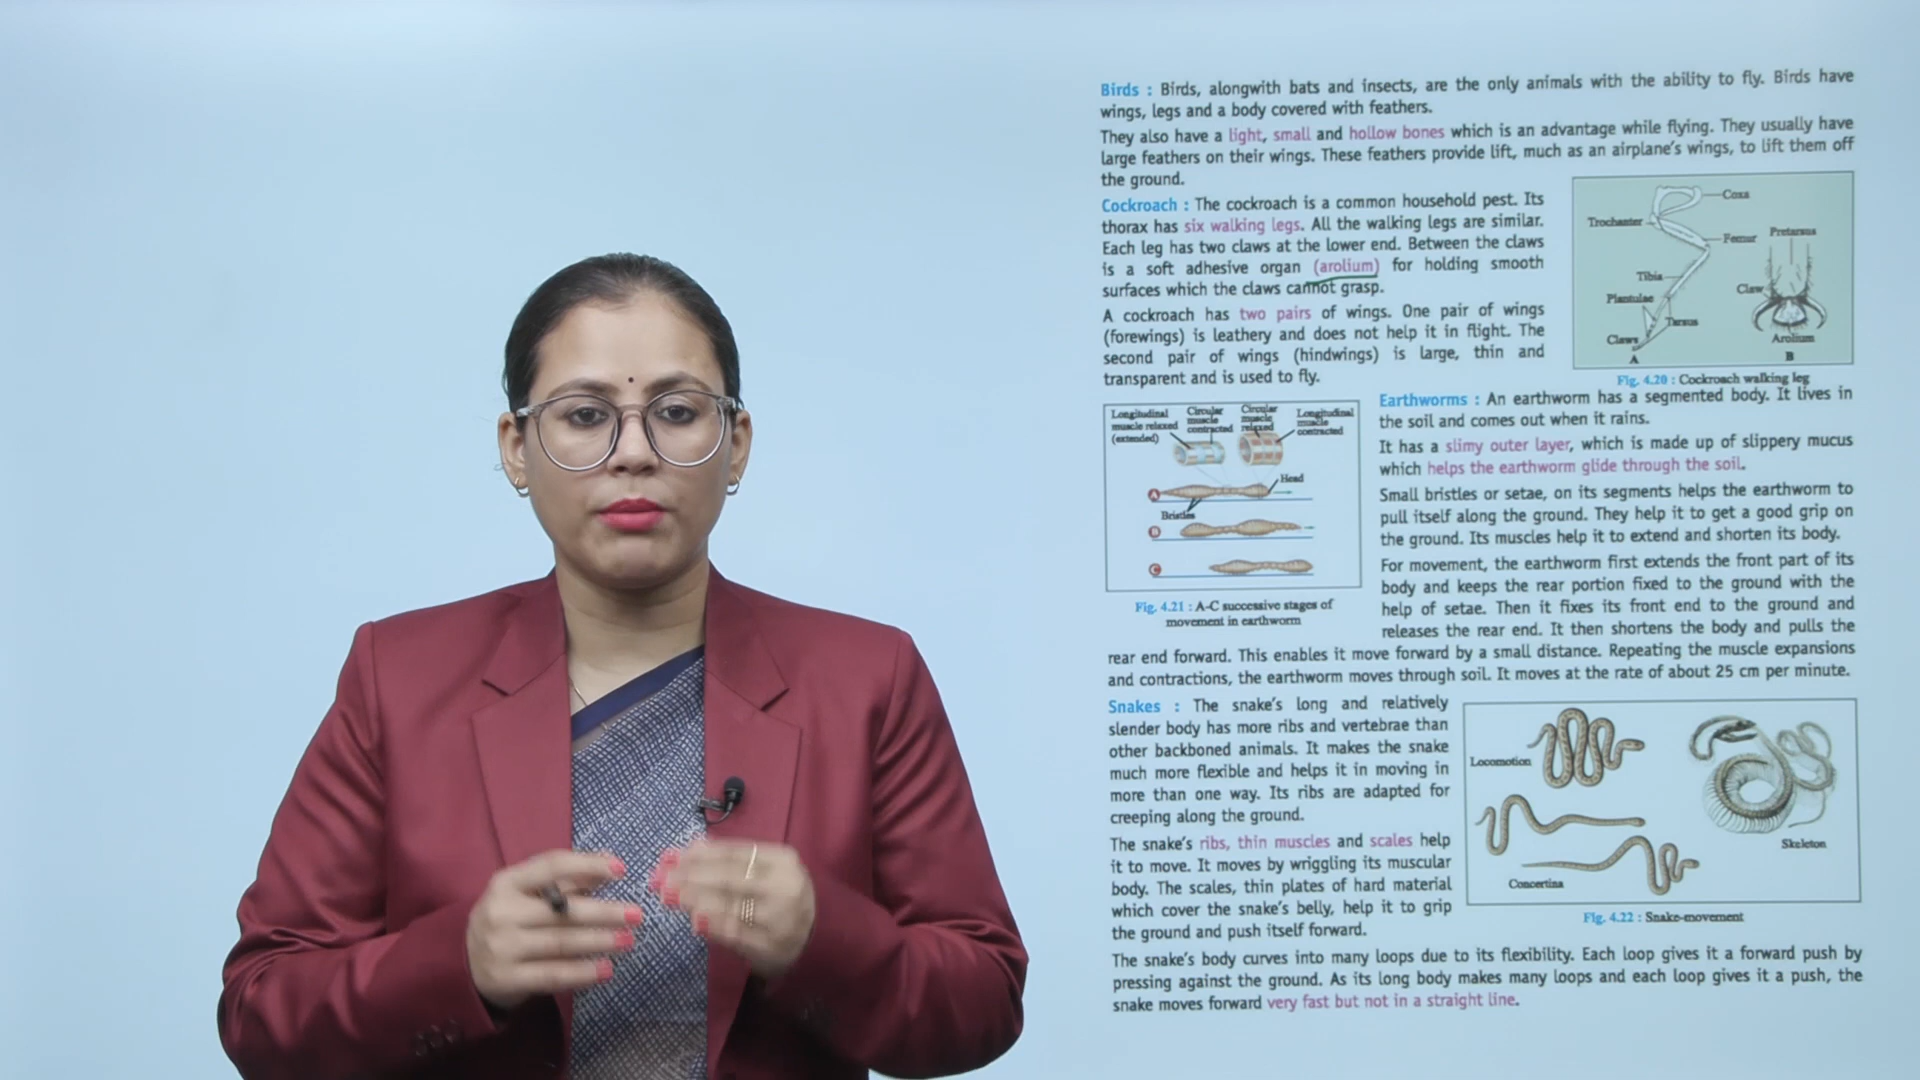 Birds : Birds, alongwith bats and insects, are the only animals with the ability to fly. Birds have
wings, legs and a body covered with feathers.
They also have a light, small and hollow bones which is an advantage while flying. They usually have
large feathers on their wings. These feathers provide lift, much as an airplane's wings, to lift them off
the ground.
Cockroach : The cockroach is a common household pest. Its
thorax has six walking legs. All the walking legs are similar.
Each leg has two claws at the lower end. Between the claws
is a soft adhesive organ (arolium) for holding smooth
surfaces which the claws cannot grasp.
A cockroach has two pairs of wings. One pair of wings
(forewings) is leathery and does not help it in flight. The
second pair of wings (hindwings) is large, thin and
transparent and is used to fly.
Coxa
Trochanter
Femur
Pretarsus
Tibia
Claw
Plantulae
Tarsus
Claws
Arolium
A
B
Fig. 4.20 : Cockroach walking leg
Longitudinal
muscle relaxed
(extended)
Circular
muscle
contracted
Circular
muscle
relaxed
Longitudinal
muscle
contracted
Head
A
Bristles
B
C
Fig. 4.21 : A-C successive stages of
movement in earthworm
Earthworms : An earthworm has a segmented body. It lives in
the soil and comes out when it rains.
It has a slimy outer layer, which is made up of slippery mucus
which helps the earthworm glide through the soil.
Small bristles or setae, on its segments helps the earthworm to
pull itself along the ground. They help it to get a good grip on
the ground. Its muscles help it to extend and shorten its body.
For movement, the earthworm first extends the front part of its
body and keeps the rear portion fixed to the ground with the
help of setae. Then it fixes its front end to the ground and
releases the rear end. It then shortens the body and pulls the
rear end forward. This enables it move forward by a small distance. Repeating the muscle expansions
and contractions, the earthworm moves through soil. It moves at the rate of about 25 cm per minute.
Snakes : The snake's long and relatively
slender body has more ribs and vertebrae than
other backboned animals. It makes the snake
much more flexible and helps it in moving in
more than one way. Its ribs are adapted for
creeping along the ground.
The snake's ribs, thin muscles and scales help
it to move. It moves by wriggling its muscular
body. The scales, thin plates of hard material
which cover the snake's belly, help it to grip
the ground and push itself forward.
Locomotion
Skeleton
Concertina
Fig. 4.22 : Snake-movement
The snake's body curves into many loops due to its flexibility. Each loop gives it a forward push by
pressing against the ground. As its long body makes many loops and each loop gives it a push, the
snake moves forward very fast but not in a straight line.